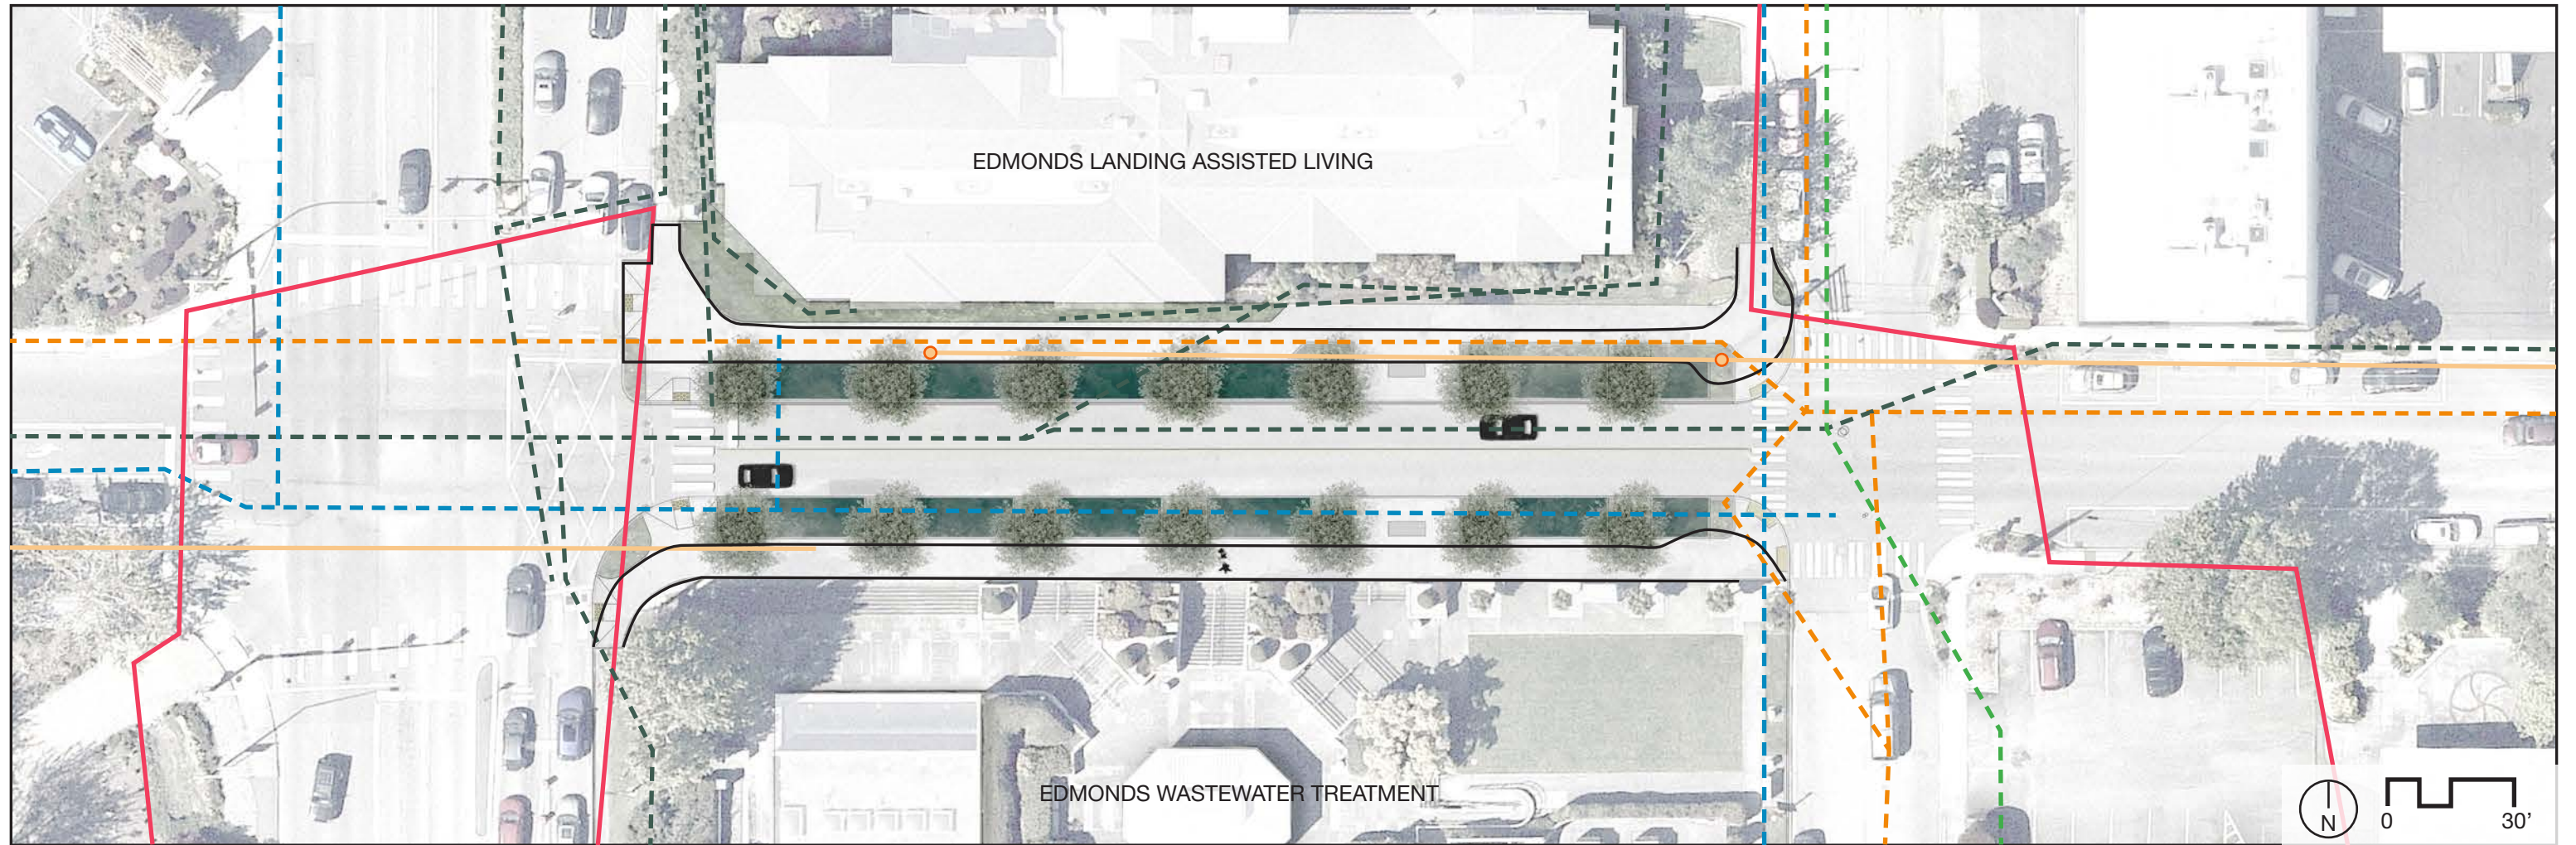 EDMONDS LANDING ASSISTED LIVING
EDMONDS WASTEWATER TREATMENT
N
0 30’